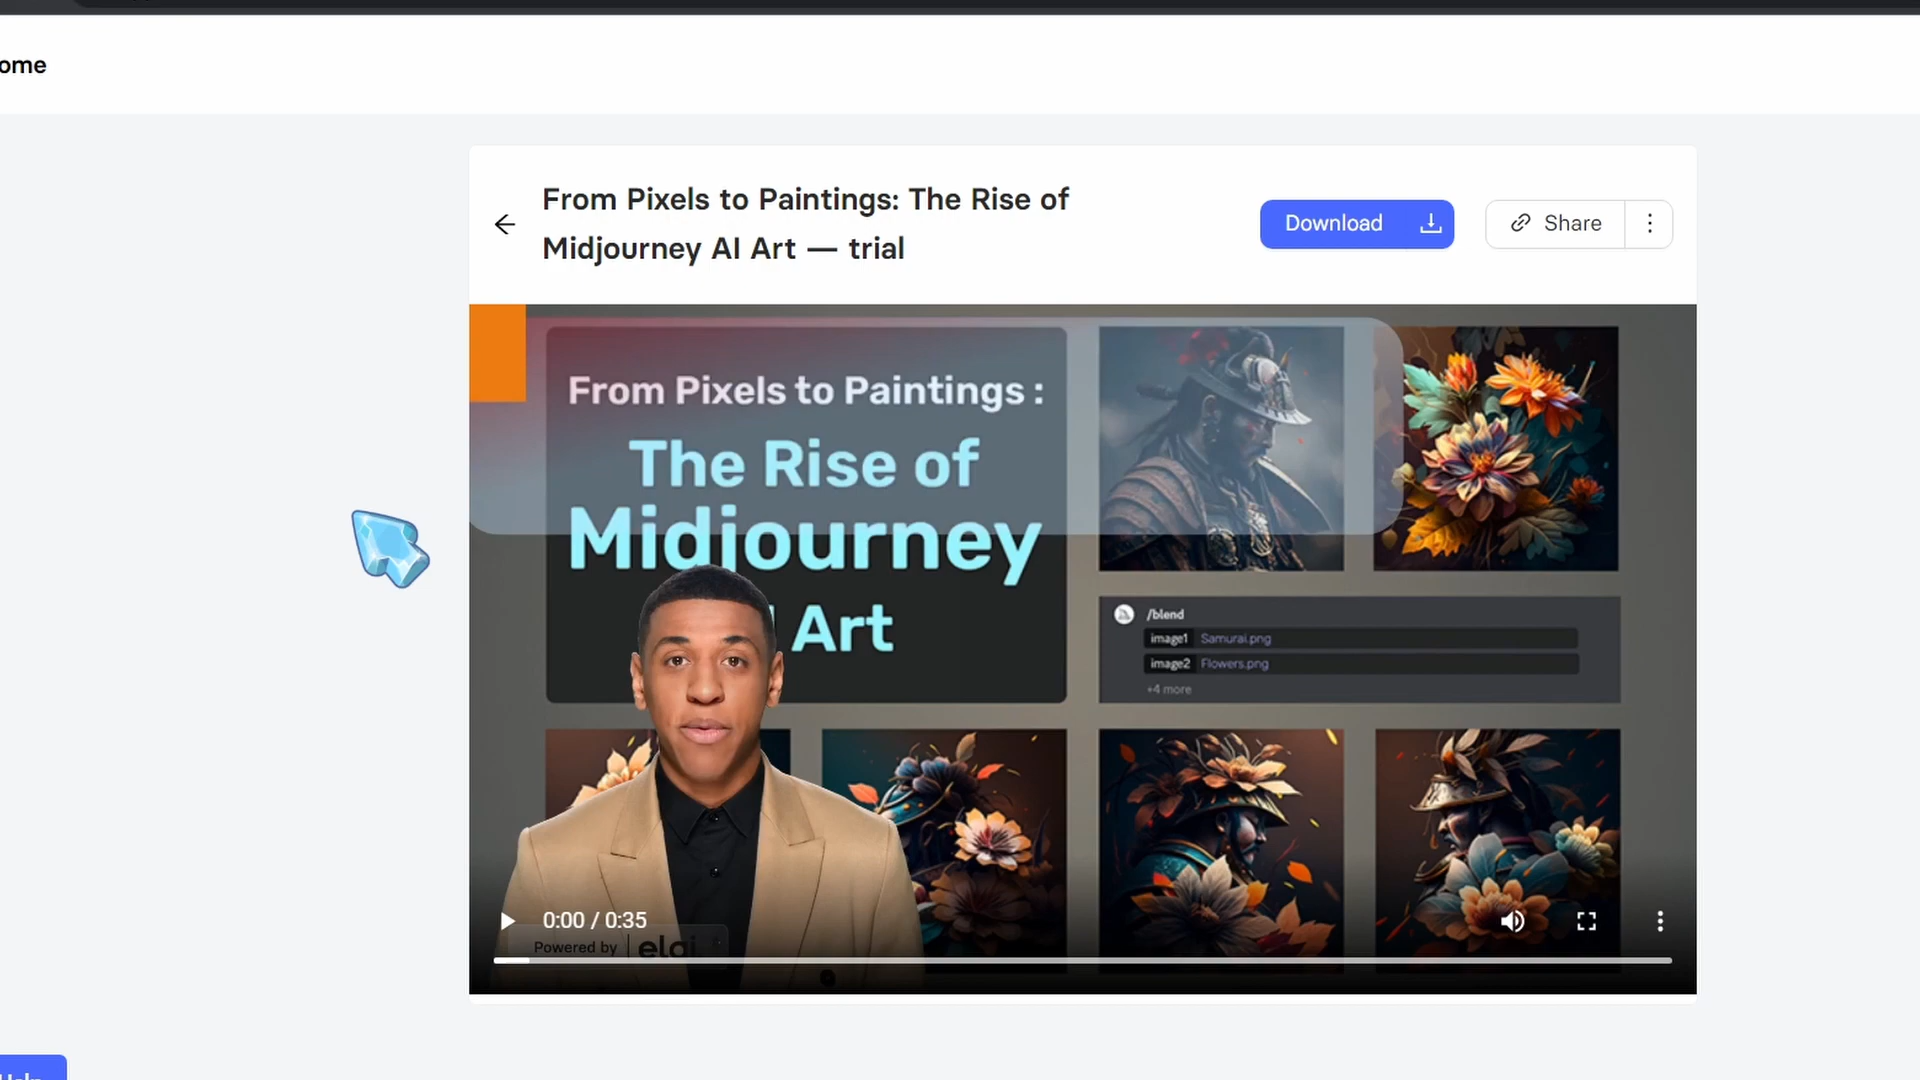 ome
From Pixels to Paintings: The Rise of
Midjourney AI Art — trial
Download
Share
From Pixels to Paintings :
The Rise of
Midjourney
Art
/blend
image1 Samurai.png
image2 Flowers.png
+4 more
0:00 / 0:35
Powered by elai
Help